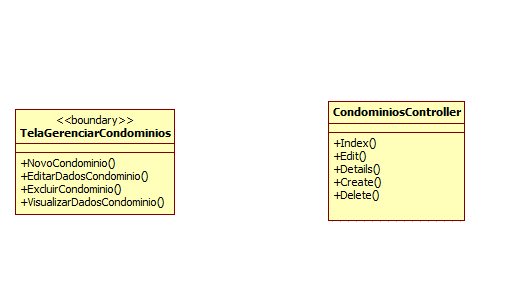 <<boundary>>
TelaGerenciarCondominios
+NovoCondominio()
+EditarDadosCondominio()
+ExcluirCondominio()
+VisualizarDadosCondominio()
CondominiosController
+Index()
+Edit()
+Details()
+Create()
+Delete()